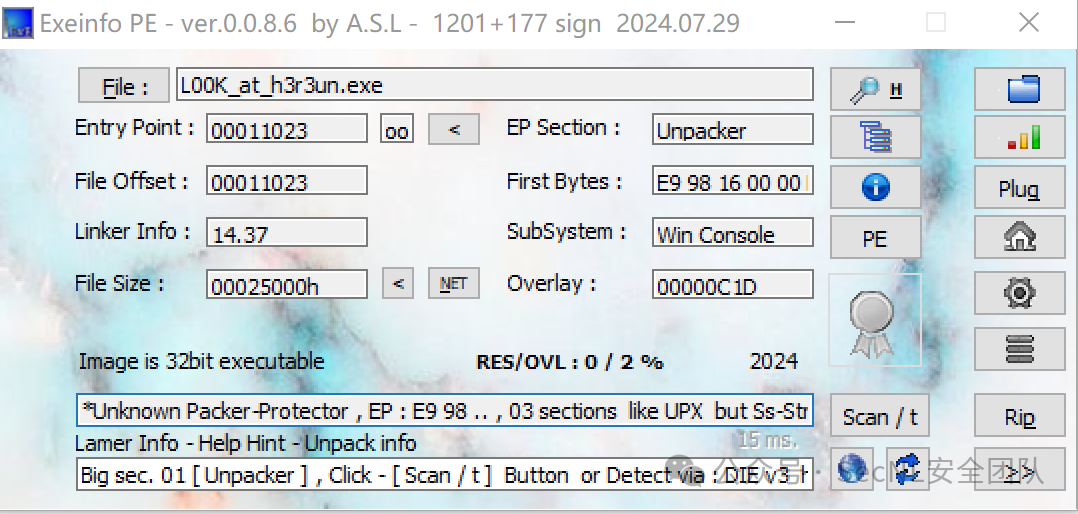 Exeinfo PE - ver.0.0.8.6 by A.S.L - 1201+177 sign 2024.07.29
File : L00K_at_h3r3un.exe H
Entry Point : 00011023 oo < EP Section : Unpacker
File Offset : 00011023 First Bytes : E9 98 16 00 00 Plug
Linker Info : 14.37 SubSystem : Win Console PE
File Size : 00025000h < NET Overlay : 00000C1D
Image is 32bit executable RES/OVL : 0 / 2 % 2024
*Unknown Packer-Protector , EP : E9 98 .. , 03 sections like UPX but Ss-Str Scan / t Rip
Lamer Info - Help Hint - Unpack info 15 ms.
Big sec. 01 [ Unpacker ] , Click - [ Scan / t ] Button or Detect via : DIE v3 >>
公众号 · 安全团队